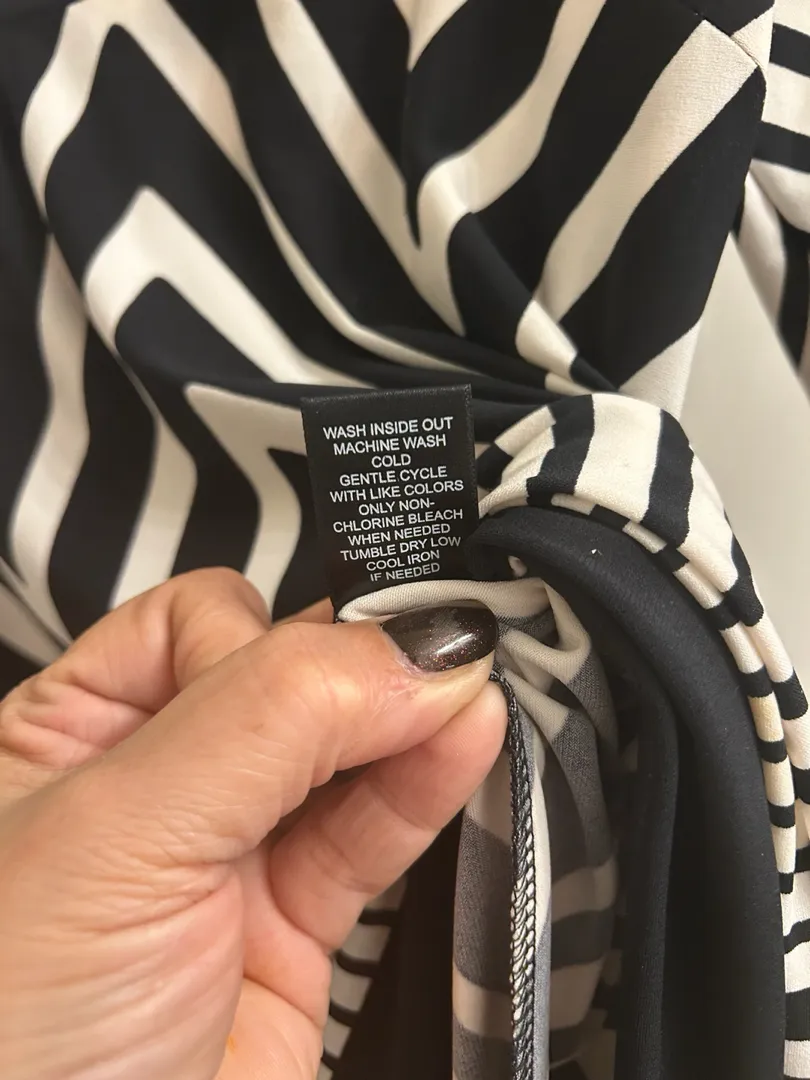 WASH INSIDE OUT
MACHINE WASH
COLD
GENTLE CYCLE
WITH LIKE COLORS
ONLY NON-
CHLORINE BLEACH
WHEN NEEDED
TUMBLE DRY LOW
COOL IRON
IF NEEDED